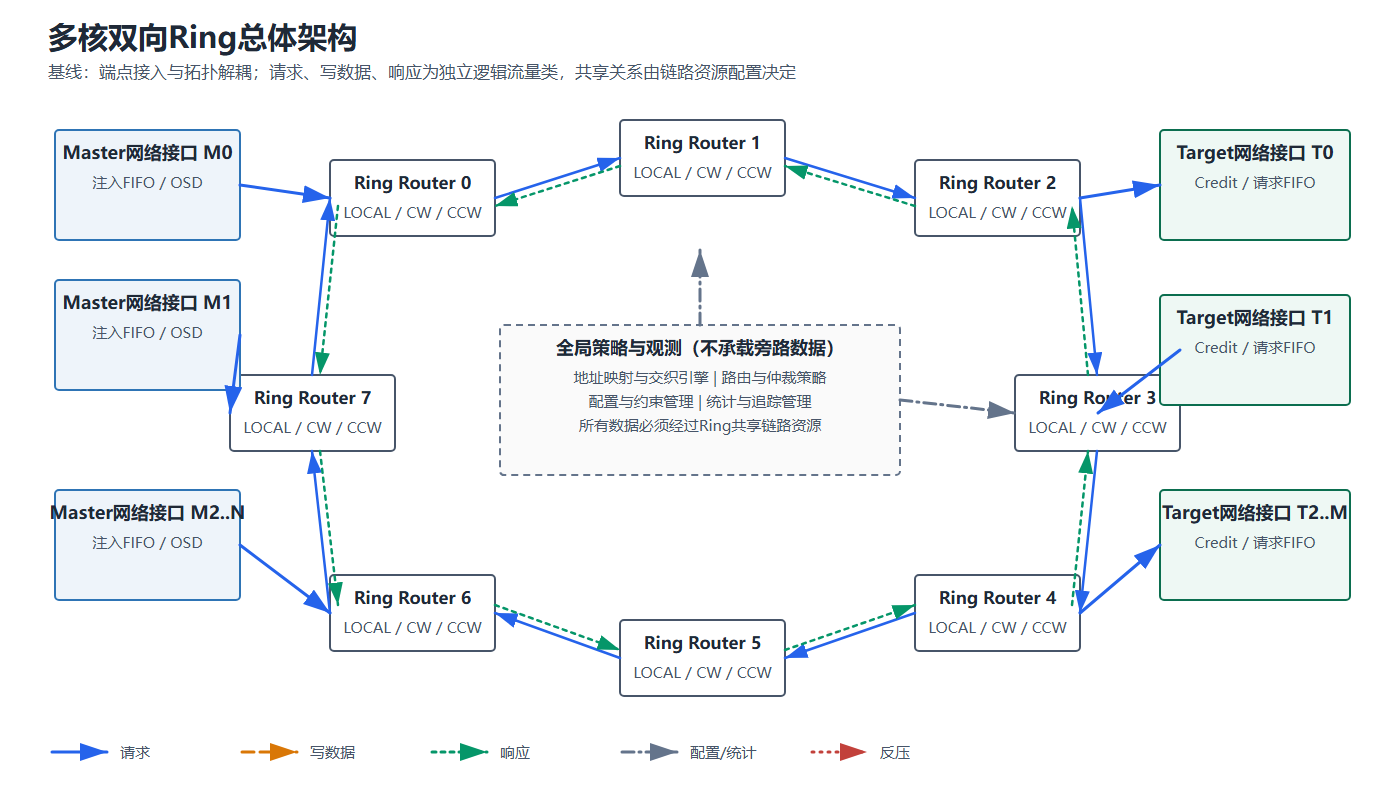 多核双向Ring总体架构
基线：端点接入与拓扑解耦；请求、写数据、响应为独立逻辑流量类，共享关系由链路资源配置决定
Master网络接口 M0
注入FIFO / OSD
Ring Router 0
LOCAL / CW / CCW
Ring Router 1
LOCAL / CW / CCW
Ring Router 2
LOCAL / CW / CCW
Target网络接口 T0
Credit / 请求FIFO
Master网络接口 M1
注入FIFO / OSD
Target网络接口 T1
Credit / 请求FIFO
全局策略与观测（不承载旁路数据）
地址映射与交织引擎 | 路由与仲裁策略
配置与约束管理 | 统计与追踪管理
所有数据必须经过Ring共享链路资源
Ring Router 7
LOCAL / CW / CCW
Ring Router 3
LOCAL / CW / CCW
Master网络接口 M2..N
注入FIFO / OSD
Target网络接口 T2..M
Credit / 请求FIFO
Ring Router 6
LOCAL / CW / CCW
Ring Router 5
LOCAL / CW / CCW
Ring Router 4
LOCAL / CW / CCW
请求
写数据
响应
配置/统计
反压